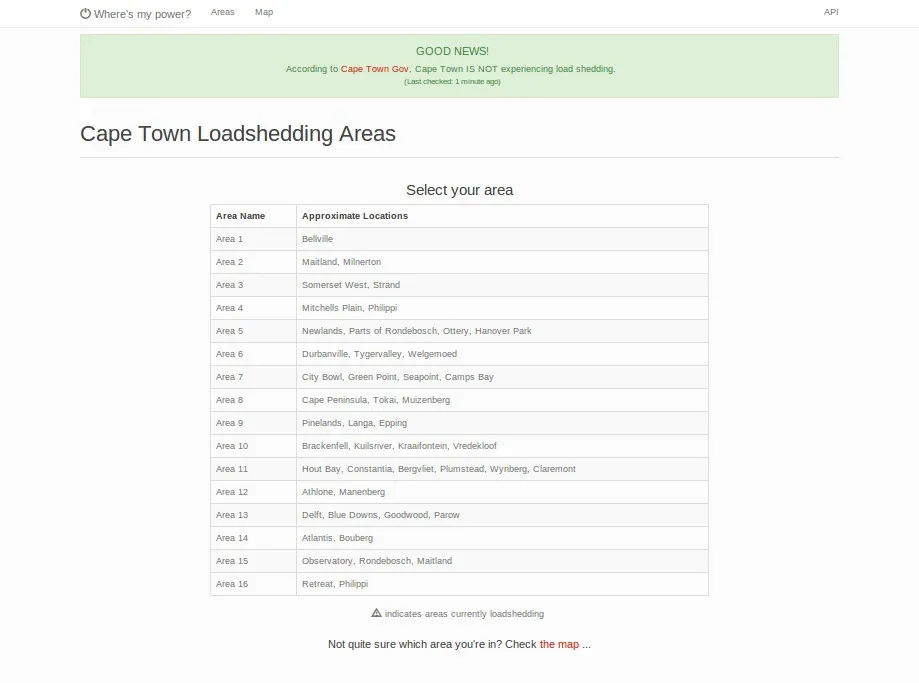 Where's my power? Areas Map API
GOOD NEWS!
According to Cape Town Gov, Cape Town IS NOT experiencing load shedding.
(Last checked: 1 minute ago)
Cape Town Loadshedding Areas
Select your area
Area Name Approximate Locations
Area 1 Bellville
Area 2 Maitland, Milnerton
Area 3 Somerset West, Strand
Area 4 Mitchells Plain, Philippi
Area 5 Newlands, Parts of Rondebosch, Ottery, Hanover Park
Area 6 Durbanville, Tygervalley, Welgemoed
Area 7 City Bowl, Green Point, Seapoint, Camps Bay
Area 8 Cape Peninsula, Tokai, Muizenberg
Area 9 Pinelands, Langa, Epping
Area 10 Brackenfell, Kuilsriver, Kraaifontein, Vredekloof
Area 11 Hout Bay, Constantia, Bergvliet, Plumstead, Wynberg, Claremont
Area 12 Athlone, Manenberg
Area 13 Delft, Blue Downs, Goodwood, Parow
Area 14 Atlantis, Bouberg
Area 15 Observatory, Rondebosch, Maitland
Area 16 Retreat, Philippi
indicates areas currently loadshedding
Not quite sure which area you're in? Check the map ...